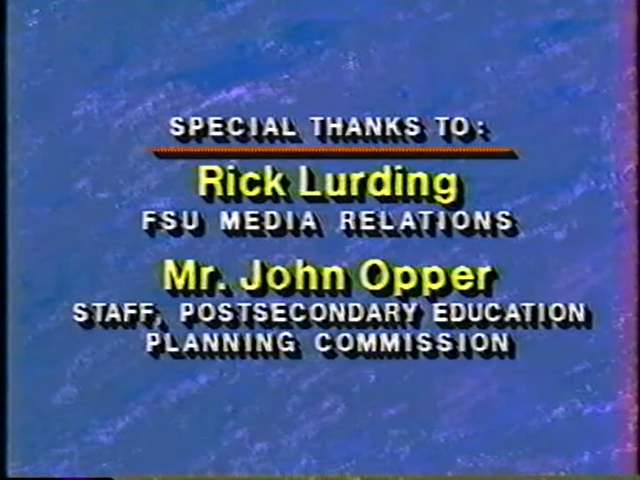 SPECIAL THANKS TO:
Rick Lurding
FSU MEDIA RELATIONS
Mr. John Opper
STAFF, POSTSECONDARY EDUCATION
PLANNING COMMISSION